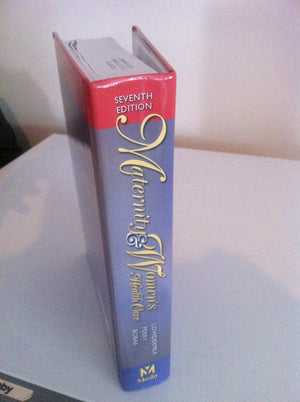 SEVENTH
EDITION
Maternity &
Women's
Health Care
LOWDERMILK
PERRY
BOBAK
M
Mosby